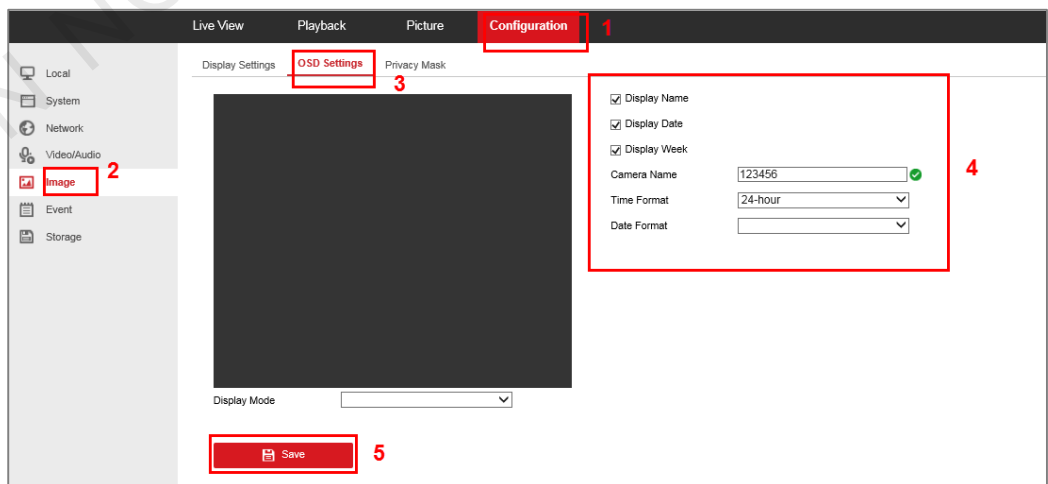 Live View Playback Picture Configuration 1
Display Settings OSD Settings Privacy Mask
3
Local
System
Network
Video/Audio
Image 2
Event
Storage
Display Name
Display Date
Display Week
Camera Name 123456
Time Format 24-hour
Date Format
4
Display Mode
Save 5